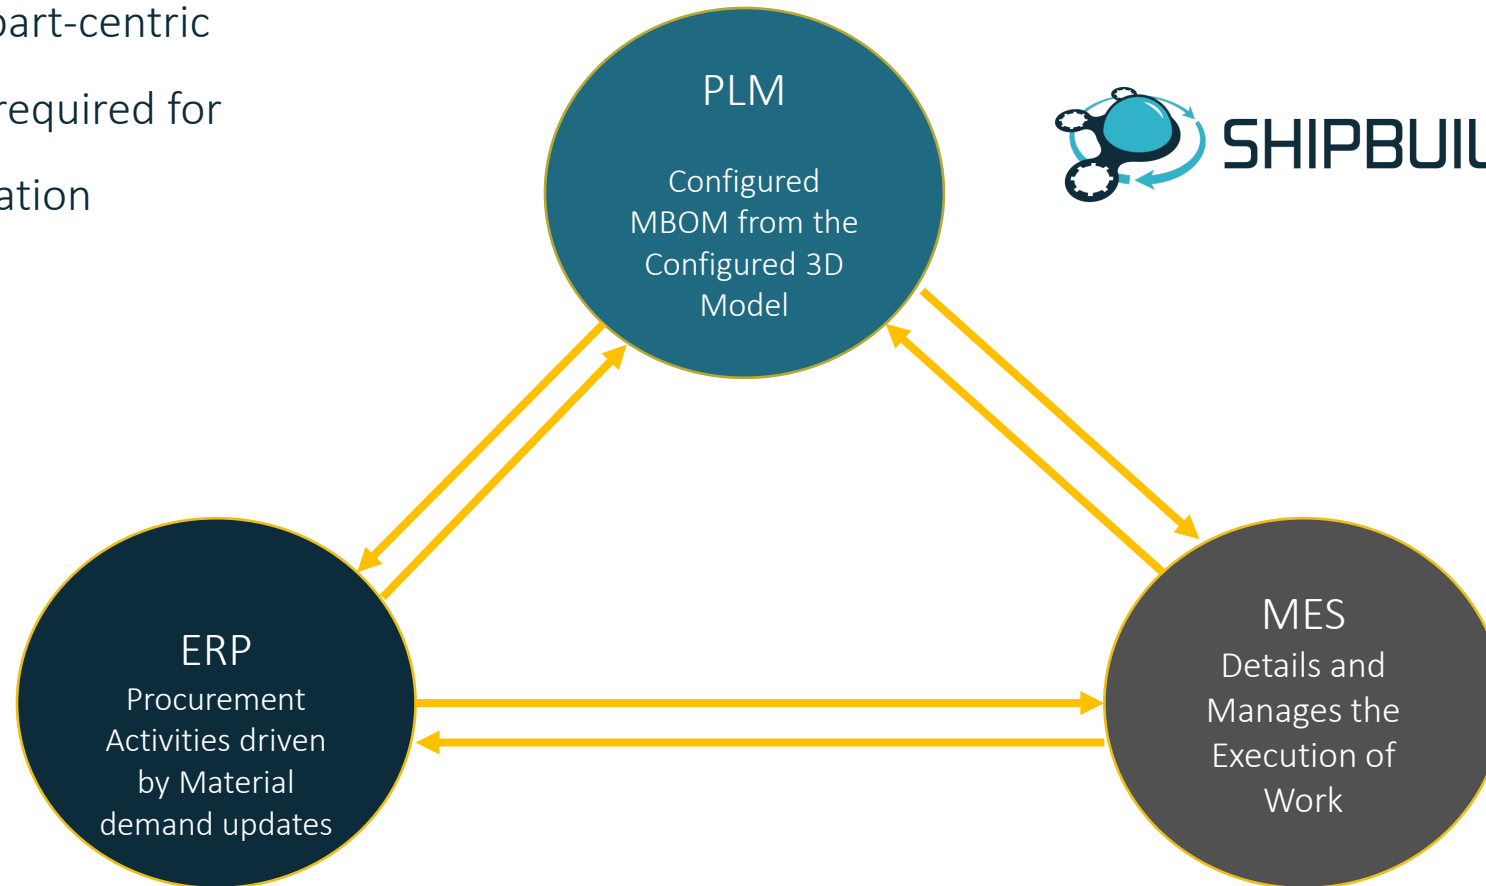 part-centric
required for
ation
PLM
Configured
MBOM from the
Configured 3D
Model
SHIPBUIL
ERP
Procurement
Activities driven
by Material
demand updates
MES
Details and
Manages the
Execution of
Work